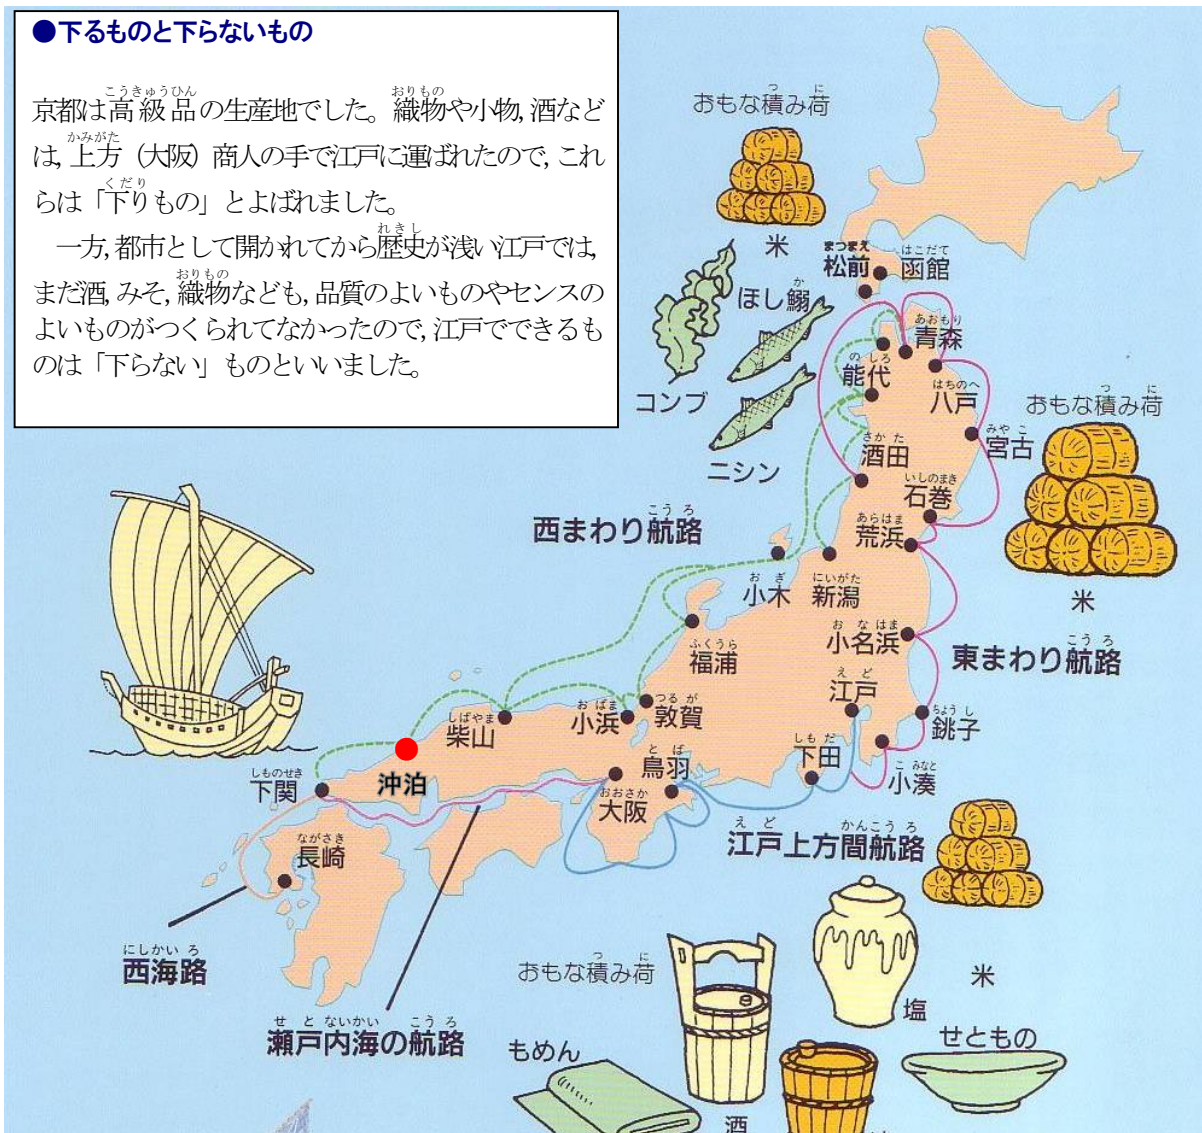 ●下るものと下らないもの
京都は高級品の生産地でした。織物や小物,酒など
は,上方（大阪）商人の手で江戸に運ばれたので,これ
らは「下りもの」とよばれました。
一方,都市として開かれてから歴史が浅い江戸では,
まだ酒,みそ,織物なども,品質のよいものやセンスの
よいものがつくられてなかったので,江戸でできるも
のは「下らない」ものといいました。
おもな積み荷
米
松前
函館
ほし鰯
青森
能代
コンブ
八戸
おもな積み荷
宮古
酒田
ニシン
石巻
西まわり航路
荒浜
小木
新潟
米
小名浜
福浦
東まわり航路
江戸
柴山
小浜
敦賀
銚子
下田
鳥羽
沖泊
下関
小湊
大阪
江戸上方間航路
長崎
西海路
おもな積み荷
米
塩
瀬戸内海の航路
せともの
もめん
酒